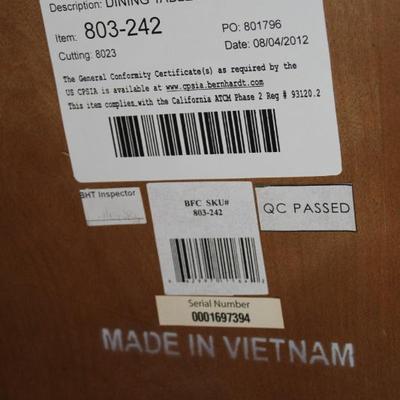 Description: DINING TABLE
Item: 803-242
PO: 801796
Cutting: 8023
Date: 08/04/2012
The General Conformity Certificate(s) as required by the
US CPSIA is available at www.cpsia.bernhardt.com
This item complies with the California ATCM Phase 2 Reg # 93120.2
BHT Inspector
BFC SKU#
803-242
QC PASSED
Serial Number
0001697394
MADE IN VIETNAM